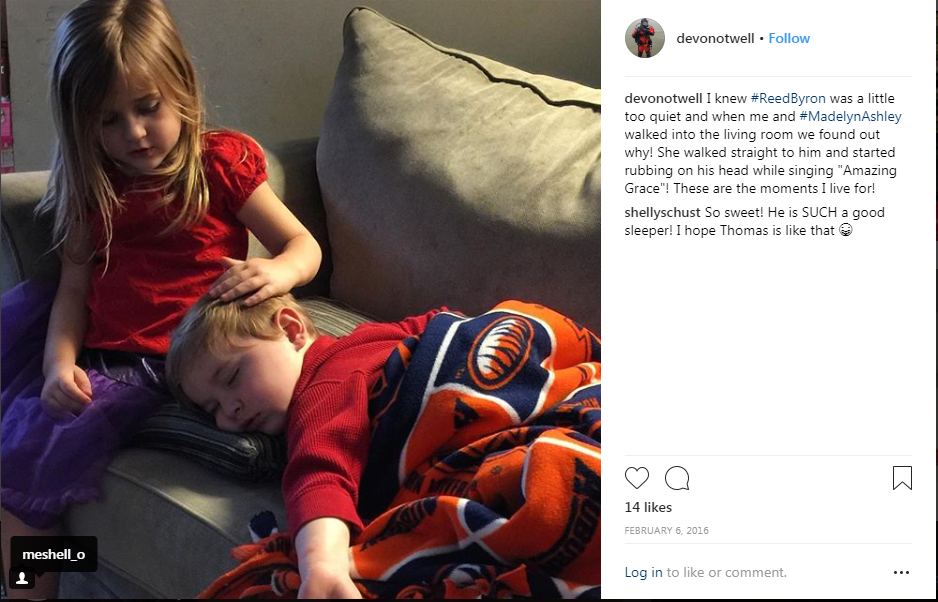 devonotwell • Follow
devonotwell I knew #ReedByron was a little
too quiet and when me and #MadelynAshley
walked into the living room we found out
why! She walked straight to him and started
rubbing on his head while singing "Amazing
Grace"! These are the moments I live for!
shellyschust So sweet! He is SUCH a good
sleeper! I hope Thomas is like that 😀
14 likes
FEBRUARY 6, 2016
meshell_o
Log in to like or comment.